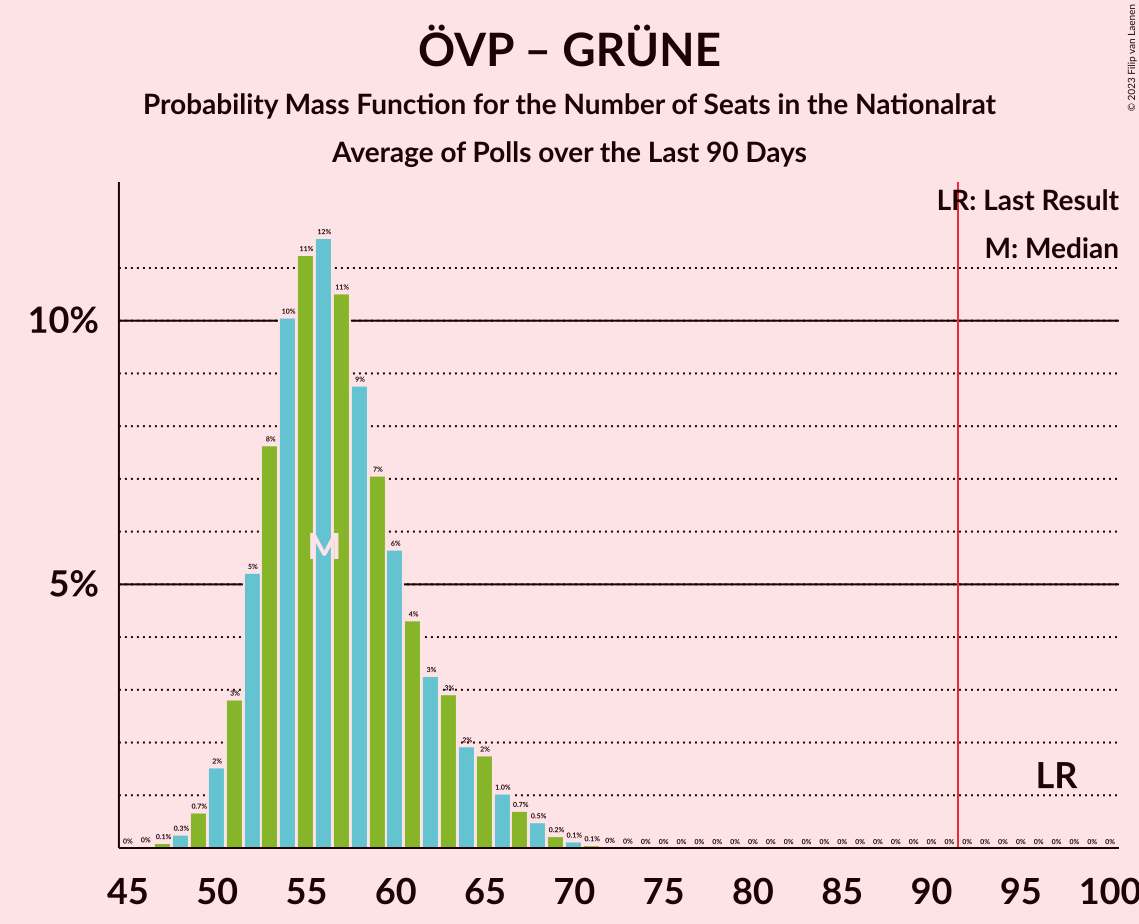 ÖVP – GRÜNE
Probability Mass Function for the Number of Seats in the Nationalrat
Average of Polls over the Last 90 Days
© 2023 Filip van Laenen
LR: Last Result
M: Median
10%
5%
0% 0% 0.1% 0.3% 0.7% 2% 3% 5% 8% 10% 11% 12% 11% 9% 7% 6% 4% 3% 3% 2% 2% 1.0% 0.7% 0.5% 0.2% 0.1% 0.1% 0% 0% 0% 0% 0% 0% 0% 0% 0% 0% 0% 0% 0% 0% 0% 0% 0% 0% 0% 0% 0% 0% 0% 0% 0% 0% 0% 0% 0%
M
LR
45 50 55 60 65 70 75 80 85 90 95 100